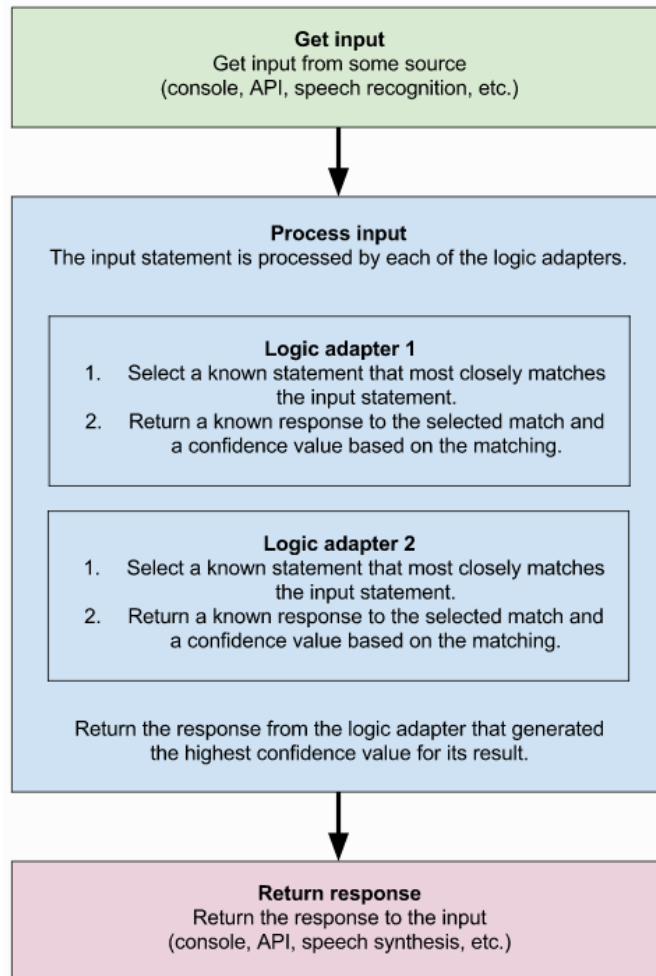 Get input
Get input from some source
(console, API, speech recognition, etc.)
Process input
The input statement is processed by each of the logic adapters.
Logic adapter 1
1. Select a known statement that most closely matches
the input statement.
2. Return a known response to the selected match and
a confidence value based on the matching.
Logic adapter 2
1. Select a known statement that most closely matches
the input statement.
2. Return a known response to the selected match and
a confidence value based on the matching.
Return the response from the logic adapter that generated
the highest confidence value for its result.
Return response
Return the response to the input
(console, API, speech synthesis, etc.)